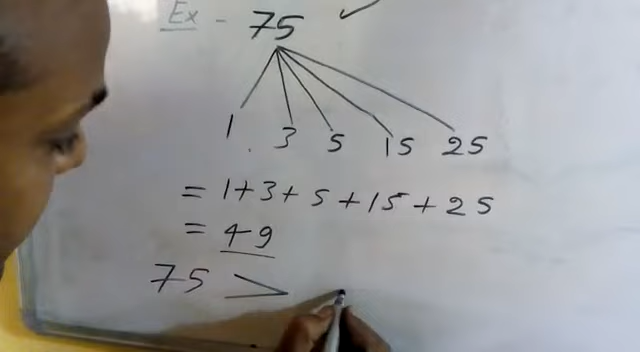 Ex - 75 ✓
1 . 3 5 15 25
= 1+3+5+15+25
= 49
75 >